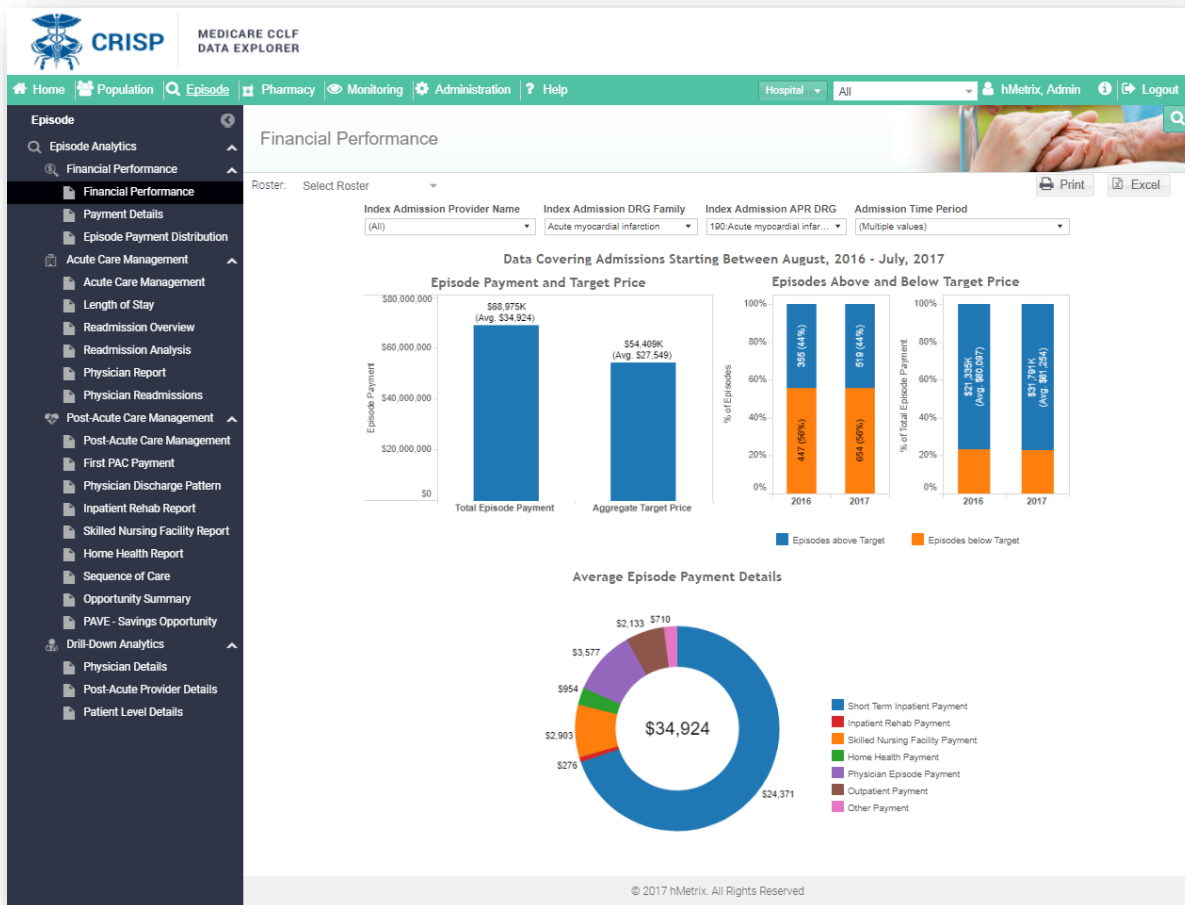 CRISP
MEDICARE CCLF
DATA EXPLORER
Home Population Episode Pharmacy Monitoring Administration ? Help Hospital All hMetrix, Admin Logout
Episode
Episode Analytics
Financial Performance
Financial Performance
Payment Details
Episode Payment Distribution
Acute Care Management
Acute Care Management
Length of Stay
Readmission Overview
Readmission Analysis
Physician Report
Physician Readmissions
Post-Acute Care Management
Post-Acute Care Management
First PAC Payment
Physician Discharge Pattern
Inpatient Rehab Report
Skilled Nursing Facility Report
Home Health Report
Sequence of Care
Opportunity Summary
PAVE - Savings Opportunity
Drill-Down Analytics
Physician Details
Post-Acute Provider Details
Patient Level Details
Financial Performance
Roster: Select Roster
Print Excel
Index Admission Provider Name Index Admission DRG Family Index Admission APR DRG Admission Time Period
(All) Acute myocardial infarction 190:Acute myocardial infar... (Multiple values)
Data Covering Admissions Starting Between August, 2016 - July, 2017
Episode Payment and Target Price
Episode Payment
$80,000,000
$60,000,000
$40,000,000
$20,000,000
$0
$68,975K
(Avg. $34,924)
$54,409K
(Avg. $27,549)
Total Episode Payment Aggregate Target Price
Episodes Above and Below Target Price
% of Episodes
100%
80%
60%
40%
20%
0%
355 (44%)
447 (56%)
519 (44%)
654 (56%)
2016 2017
% of Total Episode Payment
100%
80%
60%
40%
20%
0%
$21,335K
(Avg. $60,097)
$31,791K
(Avg. $61,254)
2016 2017
Episodes above Target Episodes below Target
Average Episode Payment Details
$710
$2,133
$3,577
$954
$2,903
$276
$24,371
$34,924
Short Term Inpatient Payment
Inpatient Rehab Payment
Skilled Nursing Facility Payment
Home Health Payment
Physician Episode Payment
Outpatient Payment
Other Payment
© 2017 hMetrix. All Rights Reserved